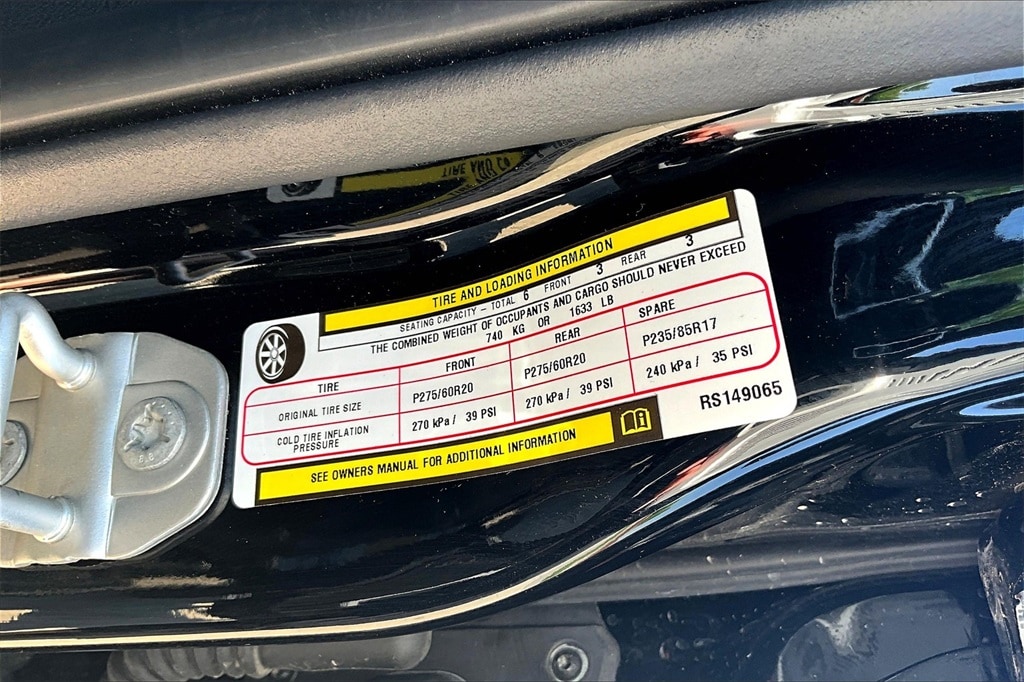 TIRE AND LOADING INFORMATION
SEATING CAPACITY - TOTAL 6 FRONT 3 REAR 3
THE COMBINED WEIGHT OF OCCUPANTS AND CARGO SHOULD NEVER EXCEED
740 KG OR 1633 LB
TIRE FRONT REAR SPARE
ORIGINAL TIRE SIZE P275/60R20 P275/60R20 P235/85R17
COLD TIRE INFLATION PRESSURE 270 kPa / 39 PSI 270 kPa / 39 PSI 240 kPa / 35 PSI
SEE OWNERS MANUAL FOR ADDITIONAL INFORMATION
RS149065